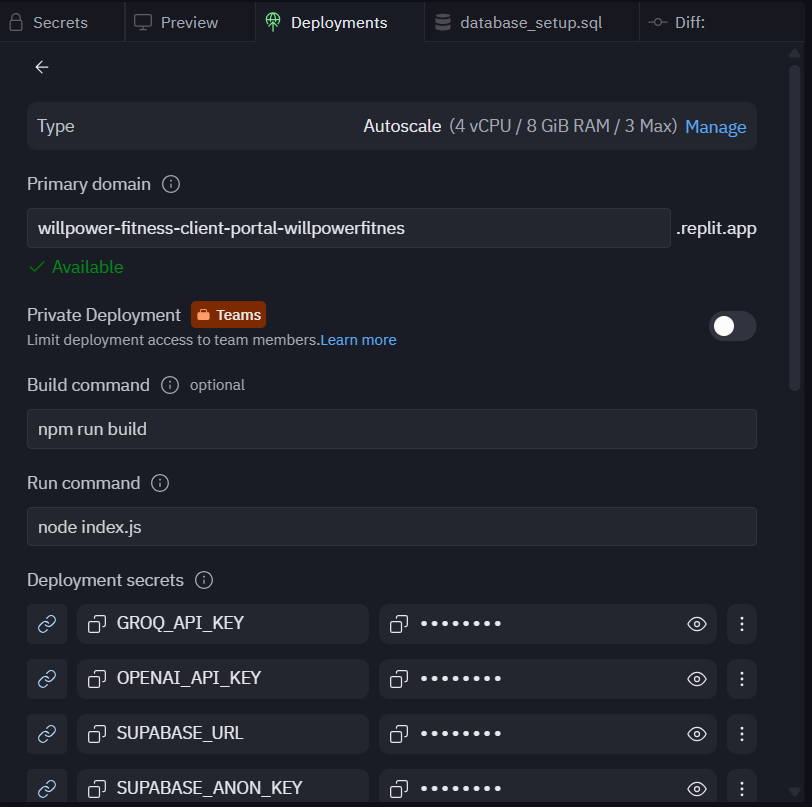 Secrets Preview Deployments database_setup.sql Diff:
Type Autoscale (4 vCPU / 8 GiB RAM / 3 Max) Manage
Primary domain
willpower-fitness-client-portal-willpowerfitnes .replit.app
Available
Private Deployment Teams
Limit deployment access to team members.Learn more
Build command optional
npm run build
Run command
node index.js
Deployment secrets
GROQ_API_KEY ••••••••
OPENAI_API_KEY ••••••••
SUPABASE_URL ••••••••
SUPABASE_ANON_KEY ••••••••